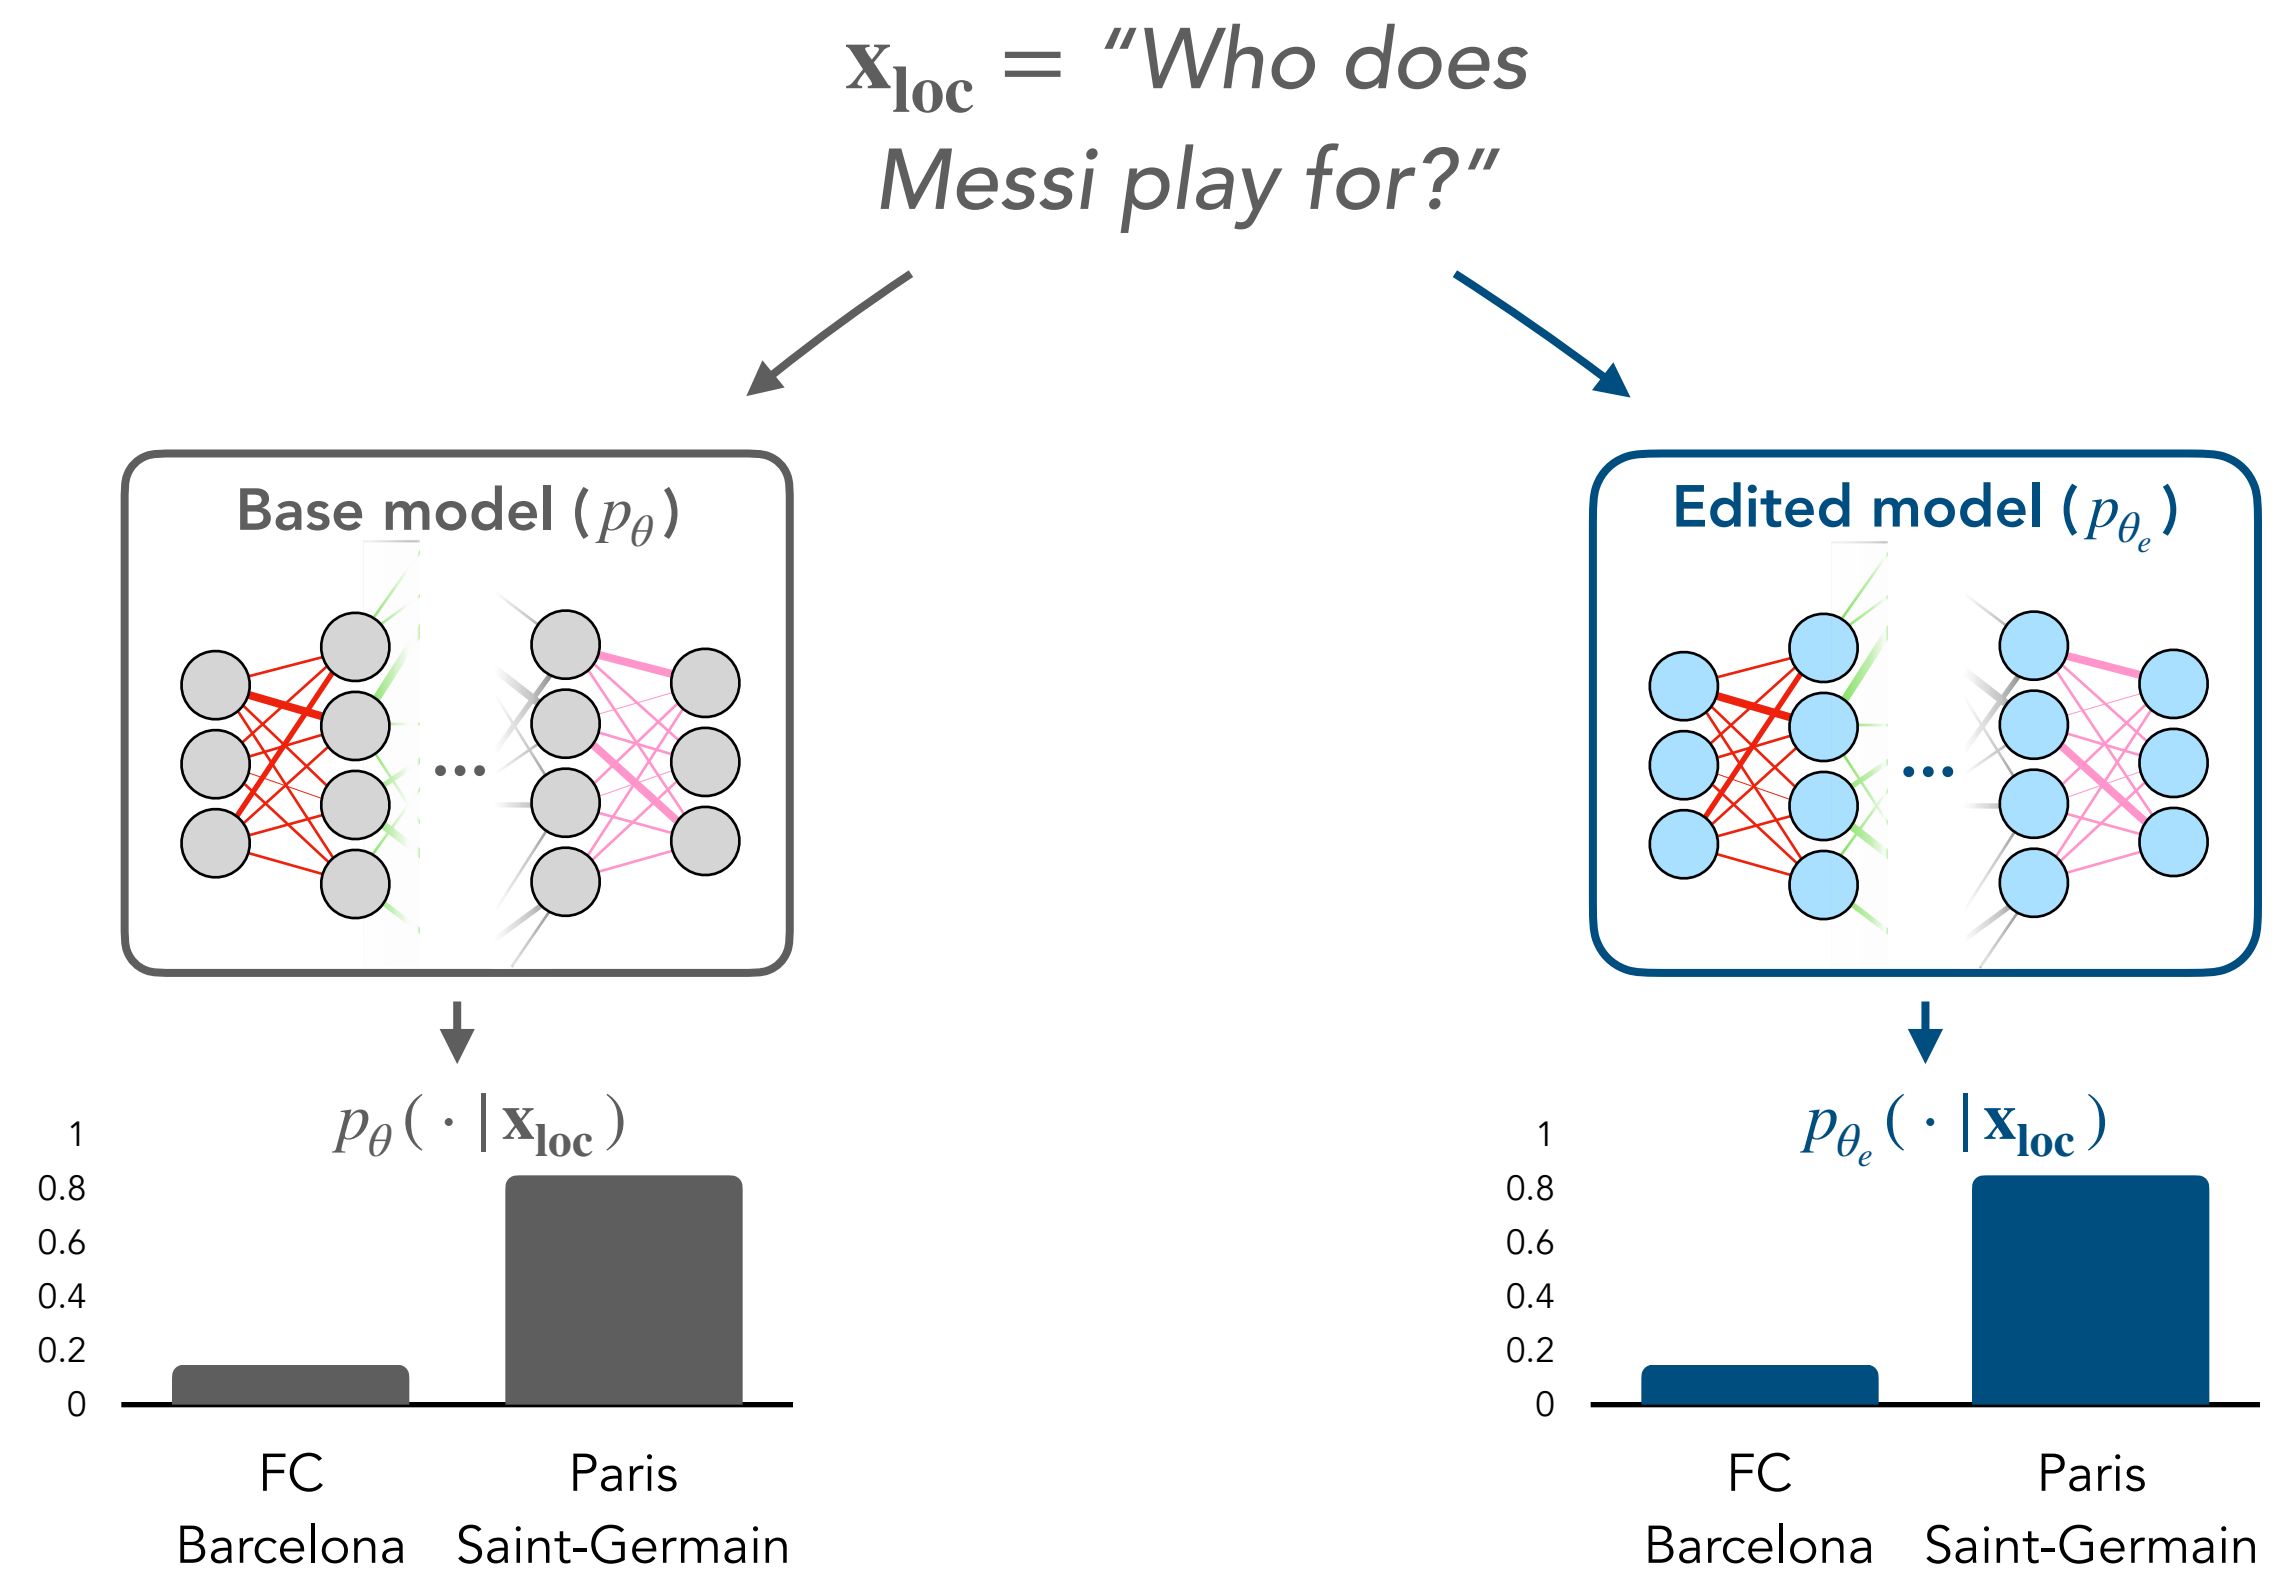 x_loc = "Who does
Messi play for?"
Base model (p_θ)
...
p_θ( · | x_loc )
1
0.8
0.6
0.4
0.2
0
FC
Barcelona
Paris
Saint-Germain
Edited model (p_θ_e)
...
p_θ_e( · | x_loc )
1
0.8
0.6
0.4
0.2
0
FC
Barcelona
Paris
Saint-Germain